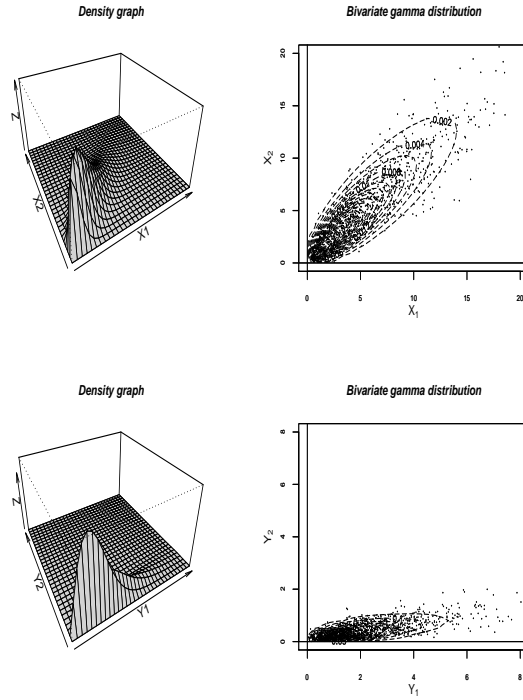 Density graph
Bivariate gamma distribution
Z
X2
X1
X₂
20
15
10
5
0
0.002
0.004
0.006
0 5 10 15 20
X₁
Density graph
Bivariate gamma distribution
Z
Y2
Y1
Y₂
8
6
4
2
0
0.05
0 2 4 6 8
Y₁